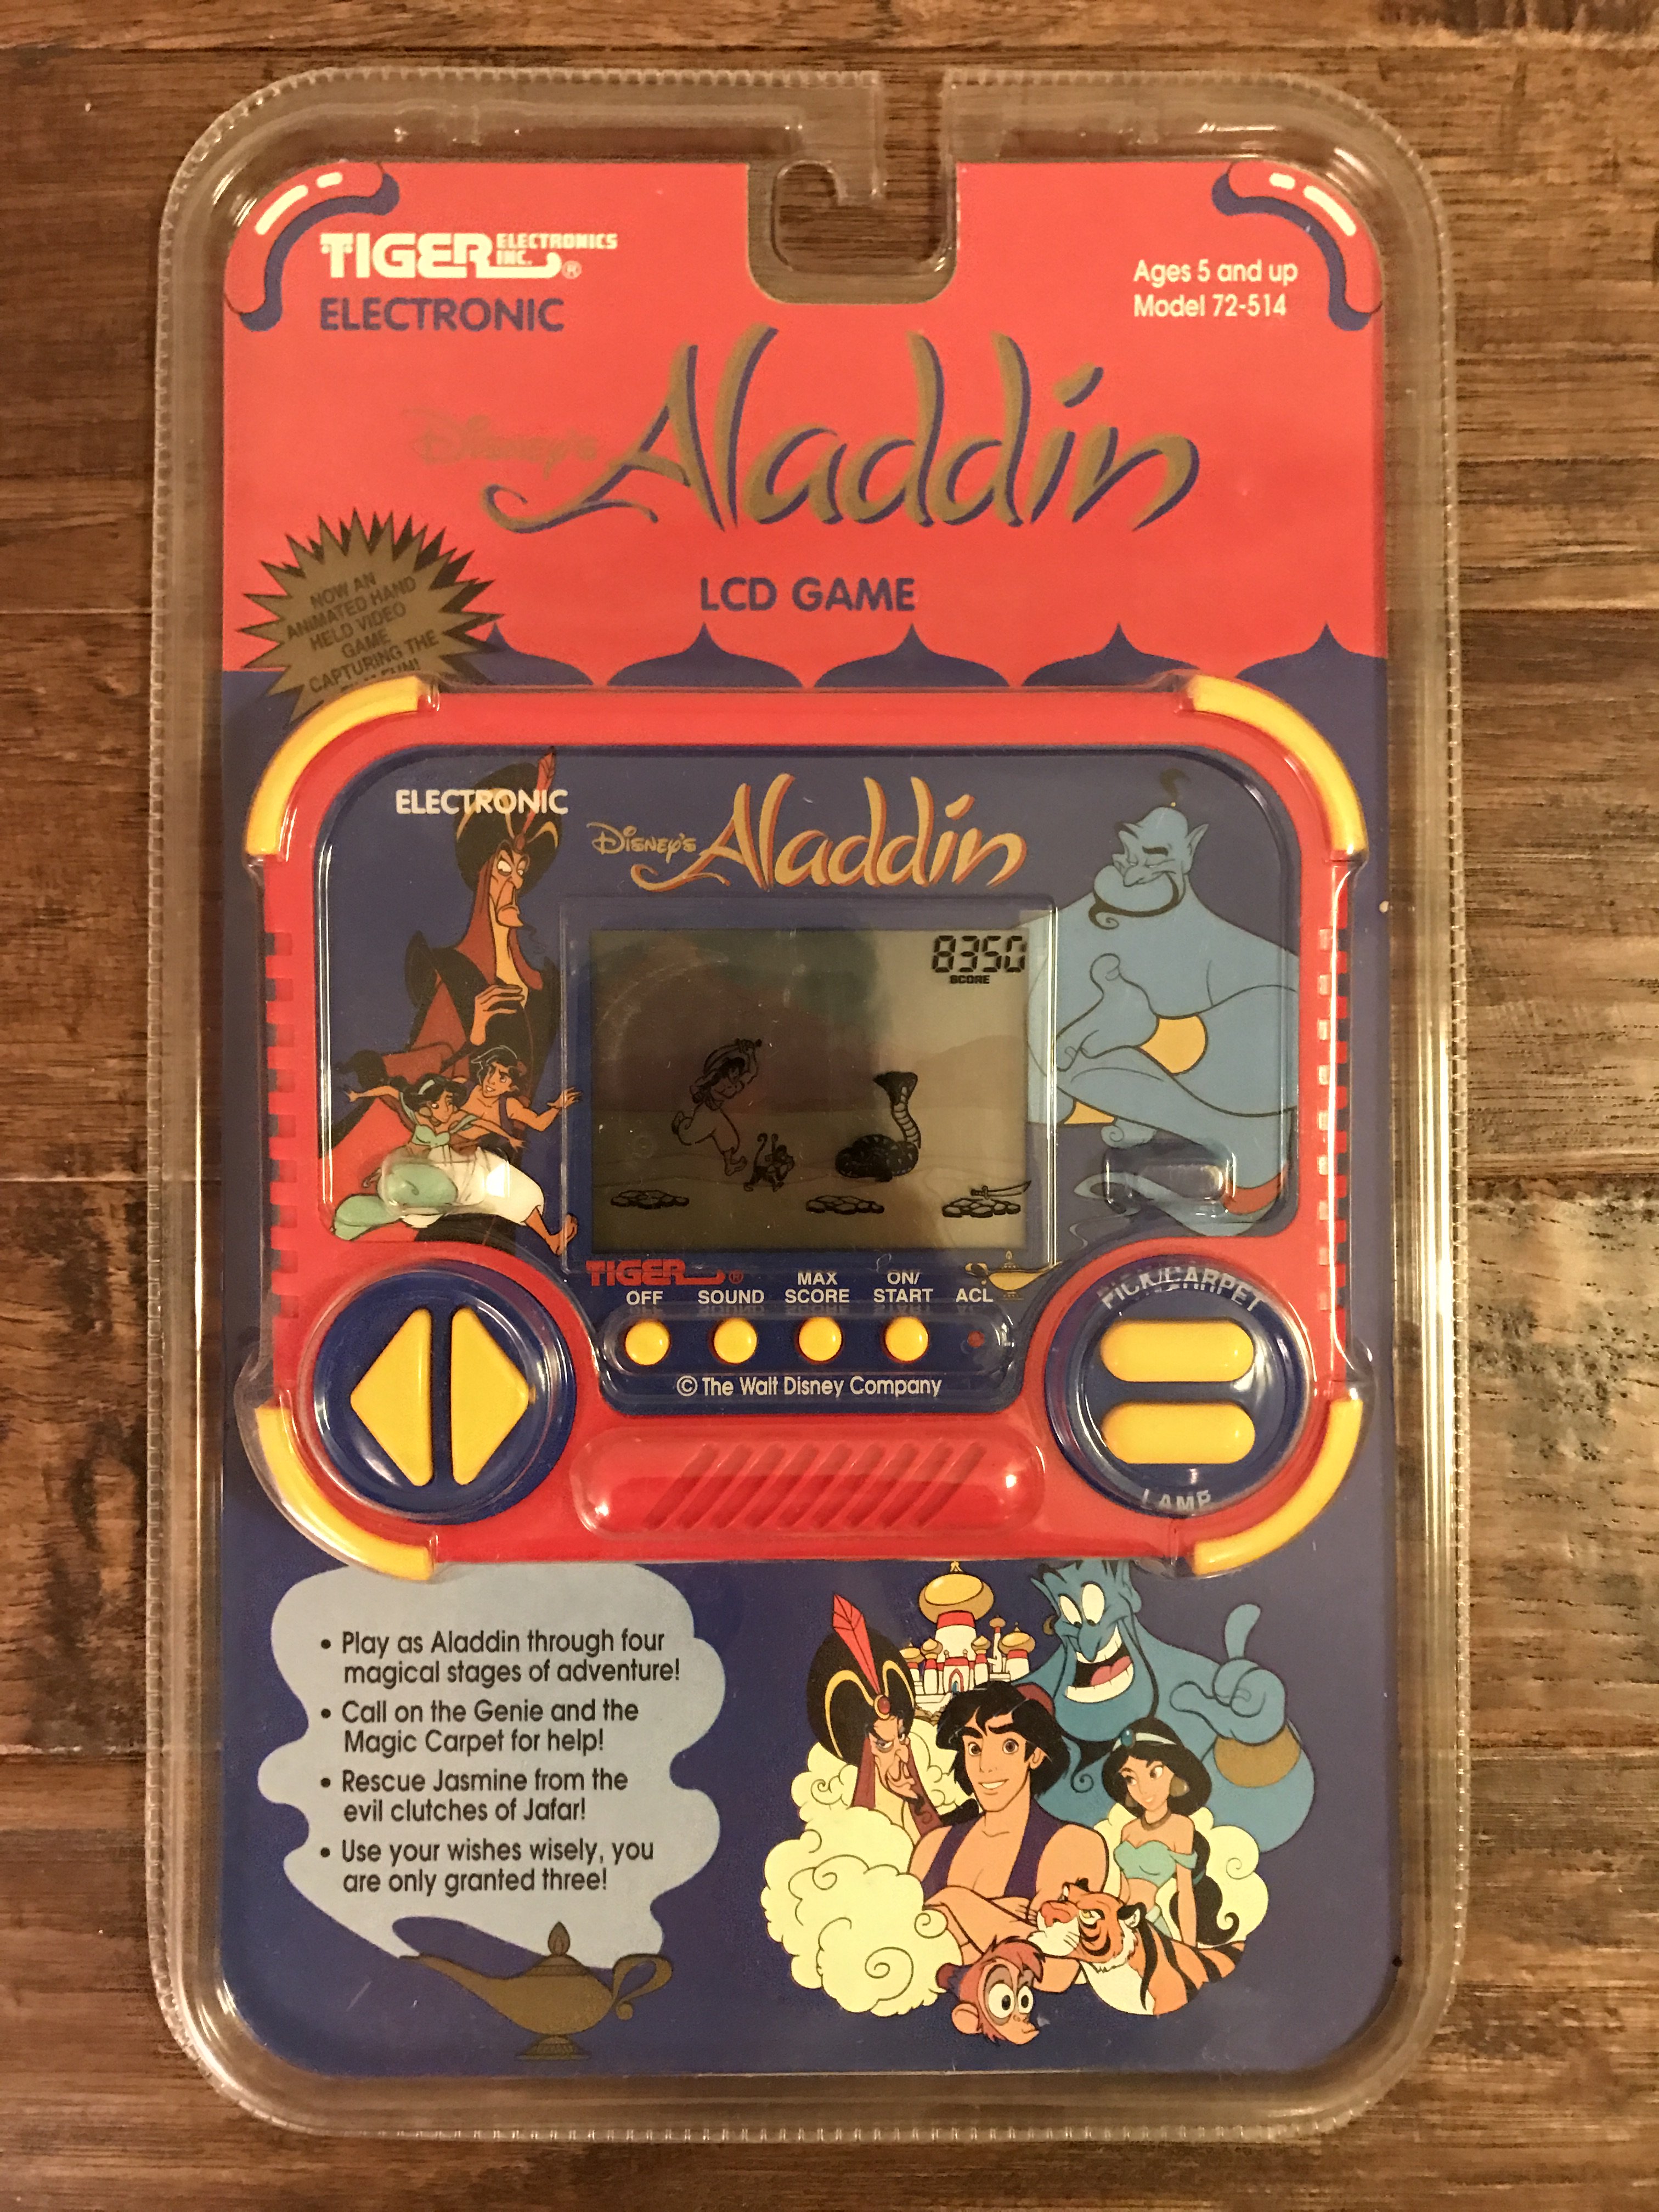 TIGER ELECTRONICS INC. ®
ELECTRONIC
Ages 5 and up
Model 72-514
Disney's Aladdin
LCD GAME
NOW AN
ANIMATED HAND
HELD VIDEO
GAME
CAPTURING THE
ELECTRONIC
Disney's Aladdin
8350
SCORE
TIGER ®
OFF
SOUND
MAX SCORE
ON/ START
ACL
© The Walt Disney Company
PICK/CARPET
LAMP
• Play as Aladdin through four
magical stages of adventure!
• Call on the Genie and the
Magic Carpet for help!
• Rescue Jasmine from the
evil clutches of Jafar!
• Use your wishes wisely, you
are only granted three!